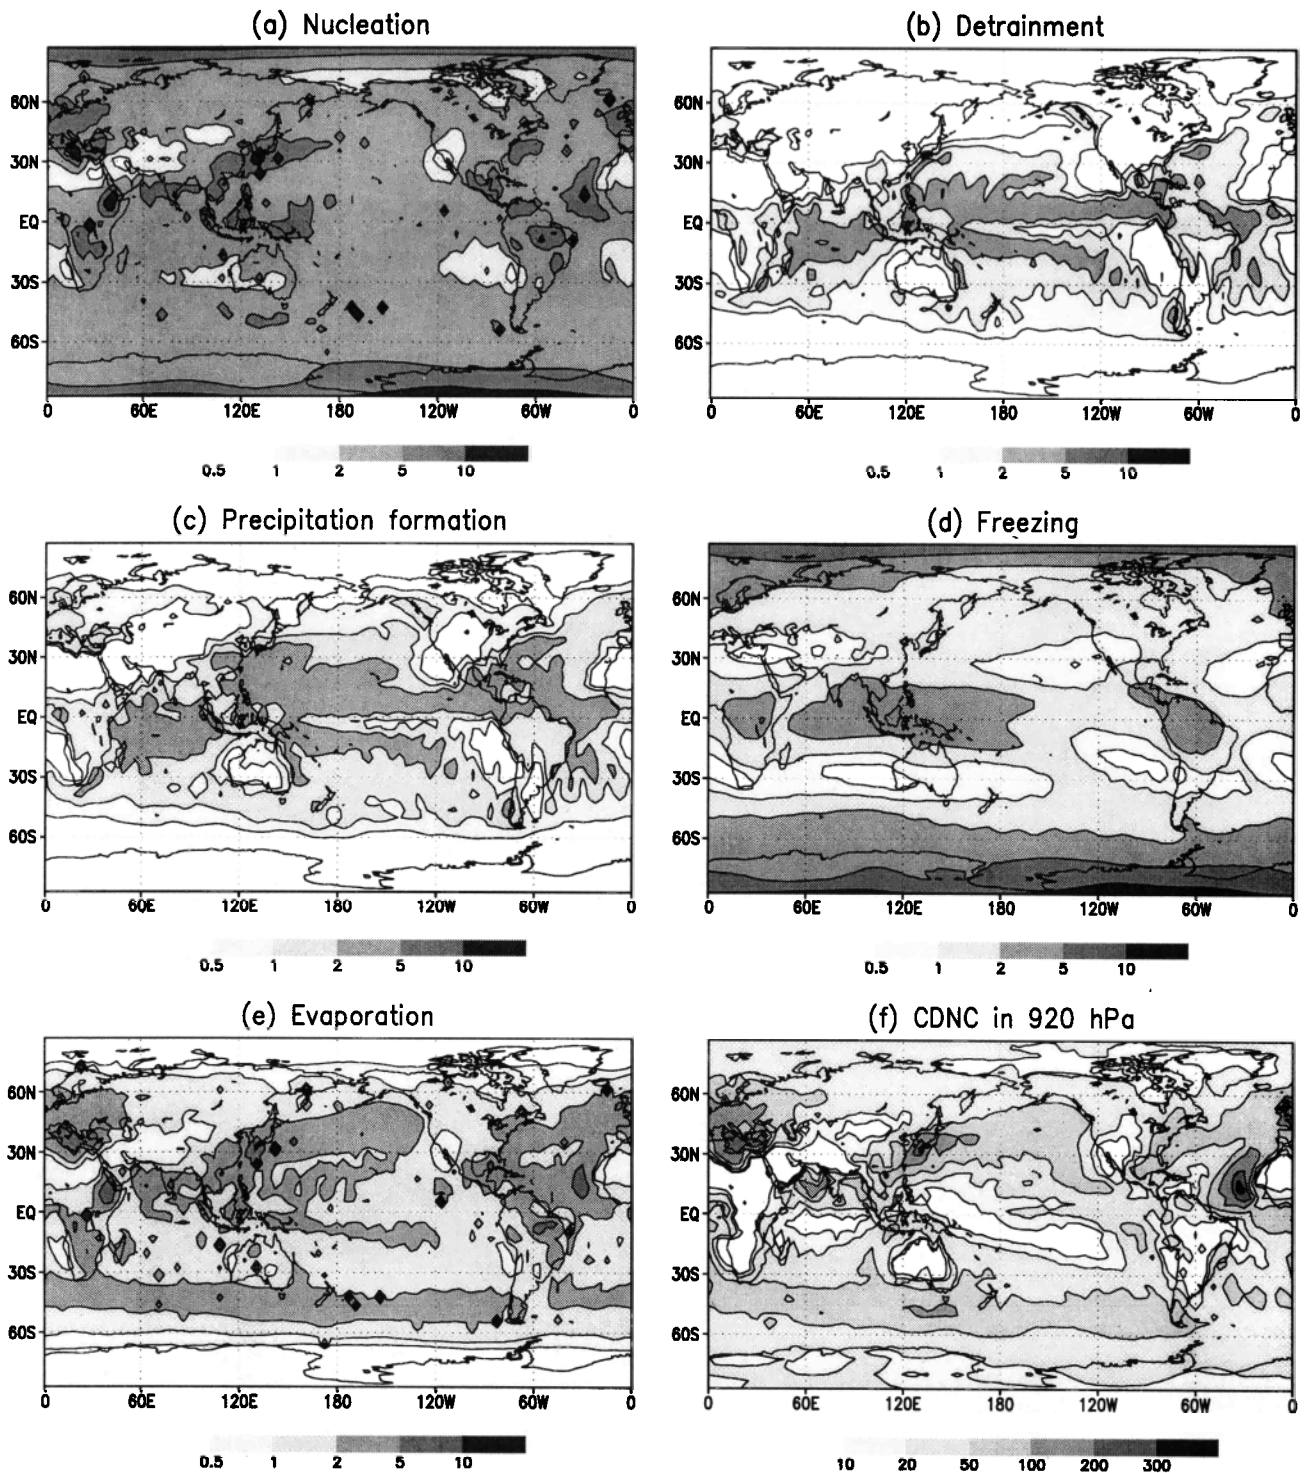 (a) Nucleation
(b) Detrainment
60N
30N
EQ
30S
60S
0 60E 120E 180 120W 60W 0
0.5 1 2 5 10
60N
30N
EQ
30S
60S
0 60E 120E 180 120W 60W 0
0.5 1 2 5 10
(c) Precipitation formation
(d) Freezing
60N
30N
EQ
30S
60S
0 60E 120E 180 120W 60W 0
0.5 1 2 5 10
60N
30N
EQ
30S
60S
0 60E 120E 180 120W 60W 0
0.5 1 2 5 10
(e) Evaporation
(f) CDNC in 920 hPa
60N
30N
EQ
30S
60S
0 60E 120E 180 120W 60W 0
0.5 1 2 5 10
60N
30N
EQ
30S
60S
0 60E 120E 180 120W 60W 0
10 20 50 100 200 300